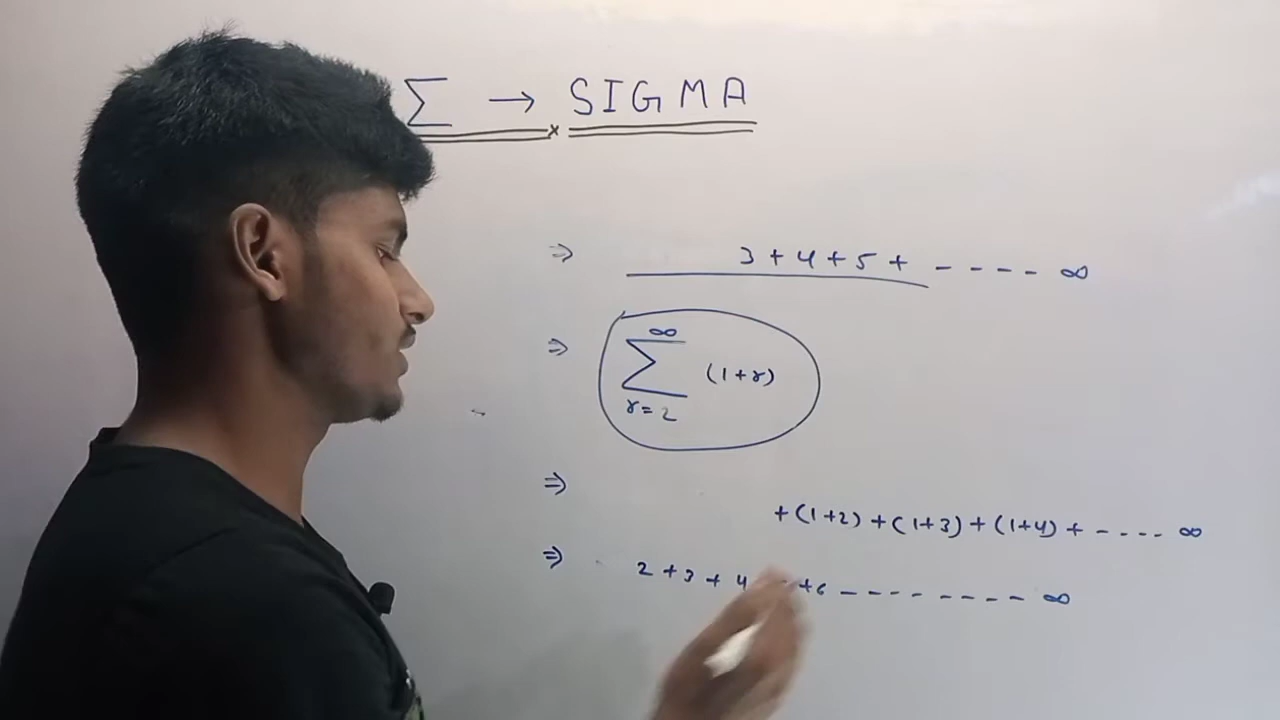 Σ → SIGMA
⇒ 3 + 4 + 5 + - - - - ∞
⇒ ∞
Σ (1+r)
r=2
⇒ +(1+2) +(1+3) +(1+4) + - - - - ∞
⇒ 2 + 3 + 4 +6 - - - - - - - - ∞